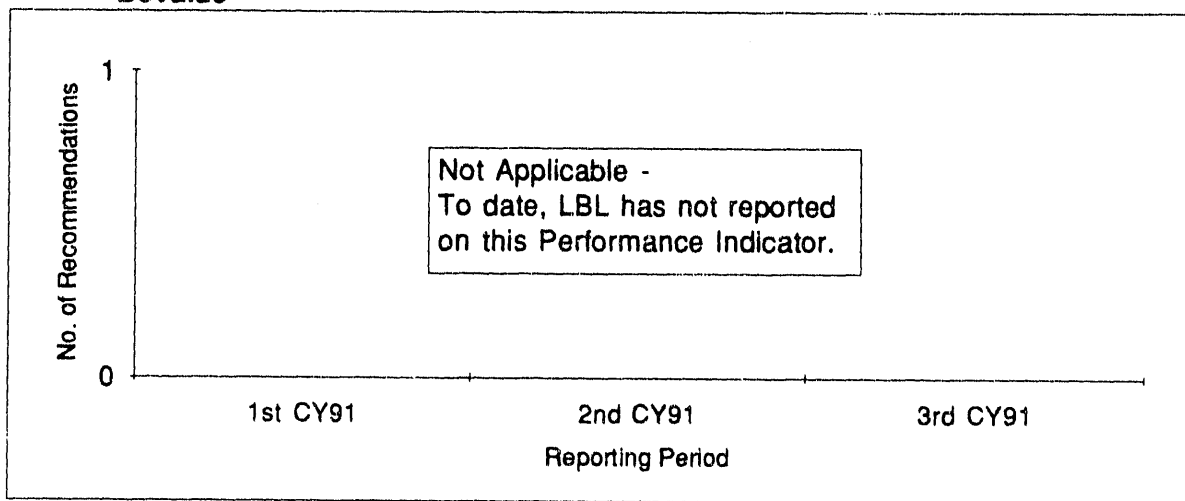 1
No. of Recommendations
Not Applicable -
To date, LBL has not reported
on this Performance Indicator.
0
1st CY91
2nd CY91
3rd CY91
Reporting Period